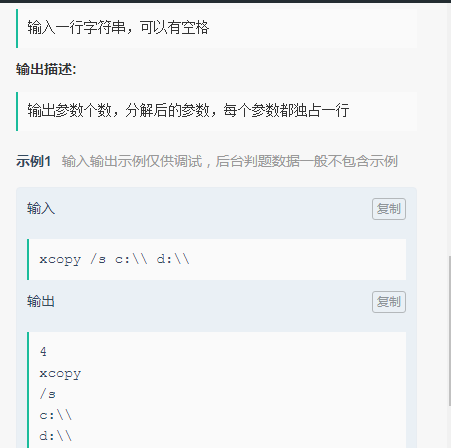 输入一行字符串，可以有空格
输出描述:
输出参数个数，分解后的参数，每个参数都独占一行
示例1 输入输出示例仅供调试，后台判题数据一般不包含示例
输入 复制
xcopy /s c:\\ d:\\
输出 复制
4
xcopy
/s
c:\\
d:\\